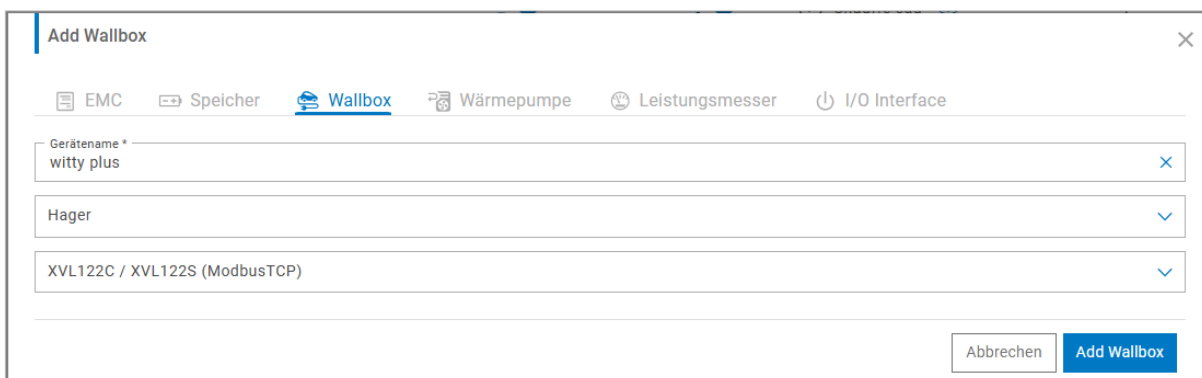 Add Wallbox
EMC Speicher Wallbox Wärmepumpe Leistungsmesser I/O Interface
Gerätename *
witty plus
Hager
XVL122C / XVL122S (ModbusTCP)
Abbrechen Add Wallbox